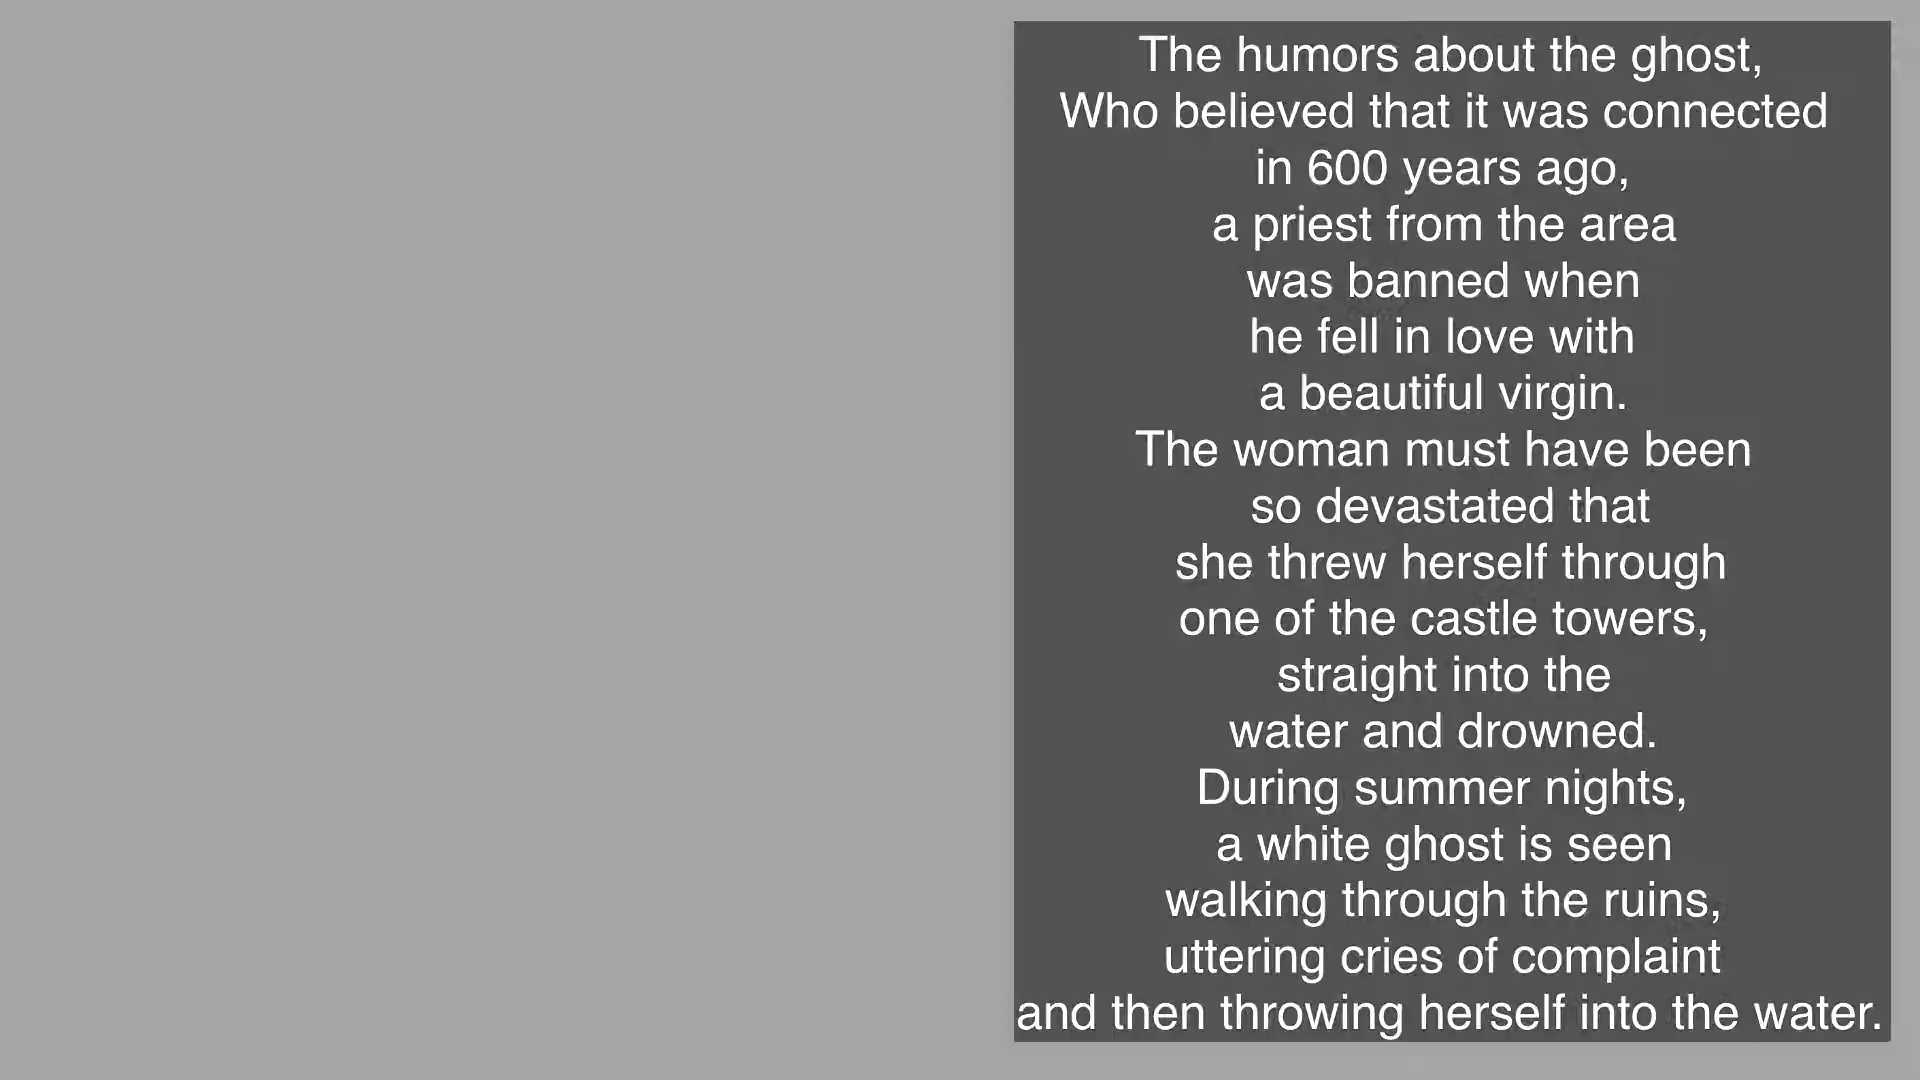 The humors about the ghost,
Who believed that it was connected
in 600 years ago,
a priest from the area
was banned when
he fell in love with
a beautiful virgin.
The woman must have been
so devastated that
she threw herself through
one of the castle towers,
straight into the
water and drowned.
During summer nights,
a white ghost is seen
walking through the ruins,
uttering cries of complaint
and then throwing herself into the water.